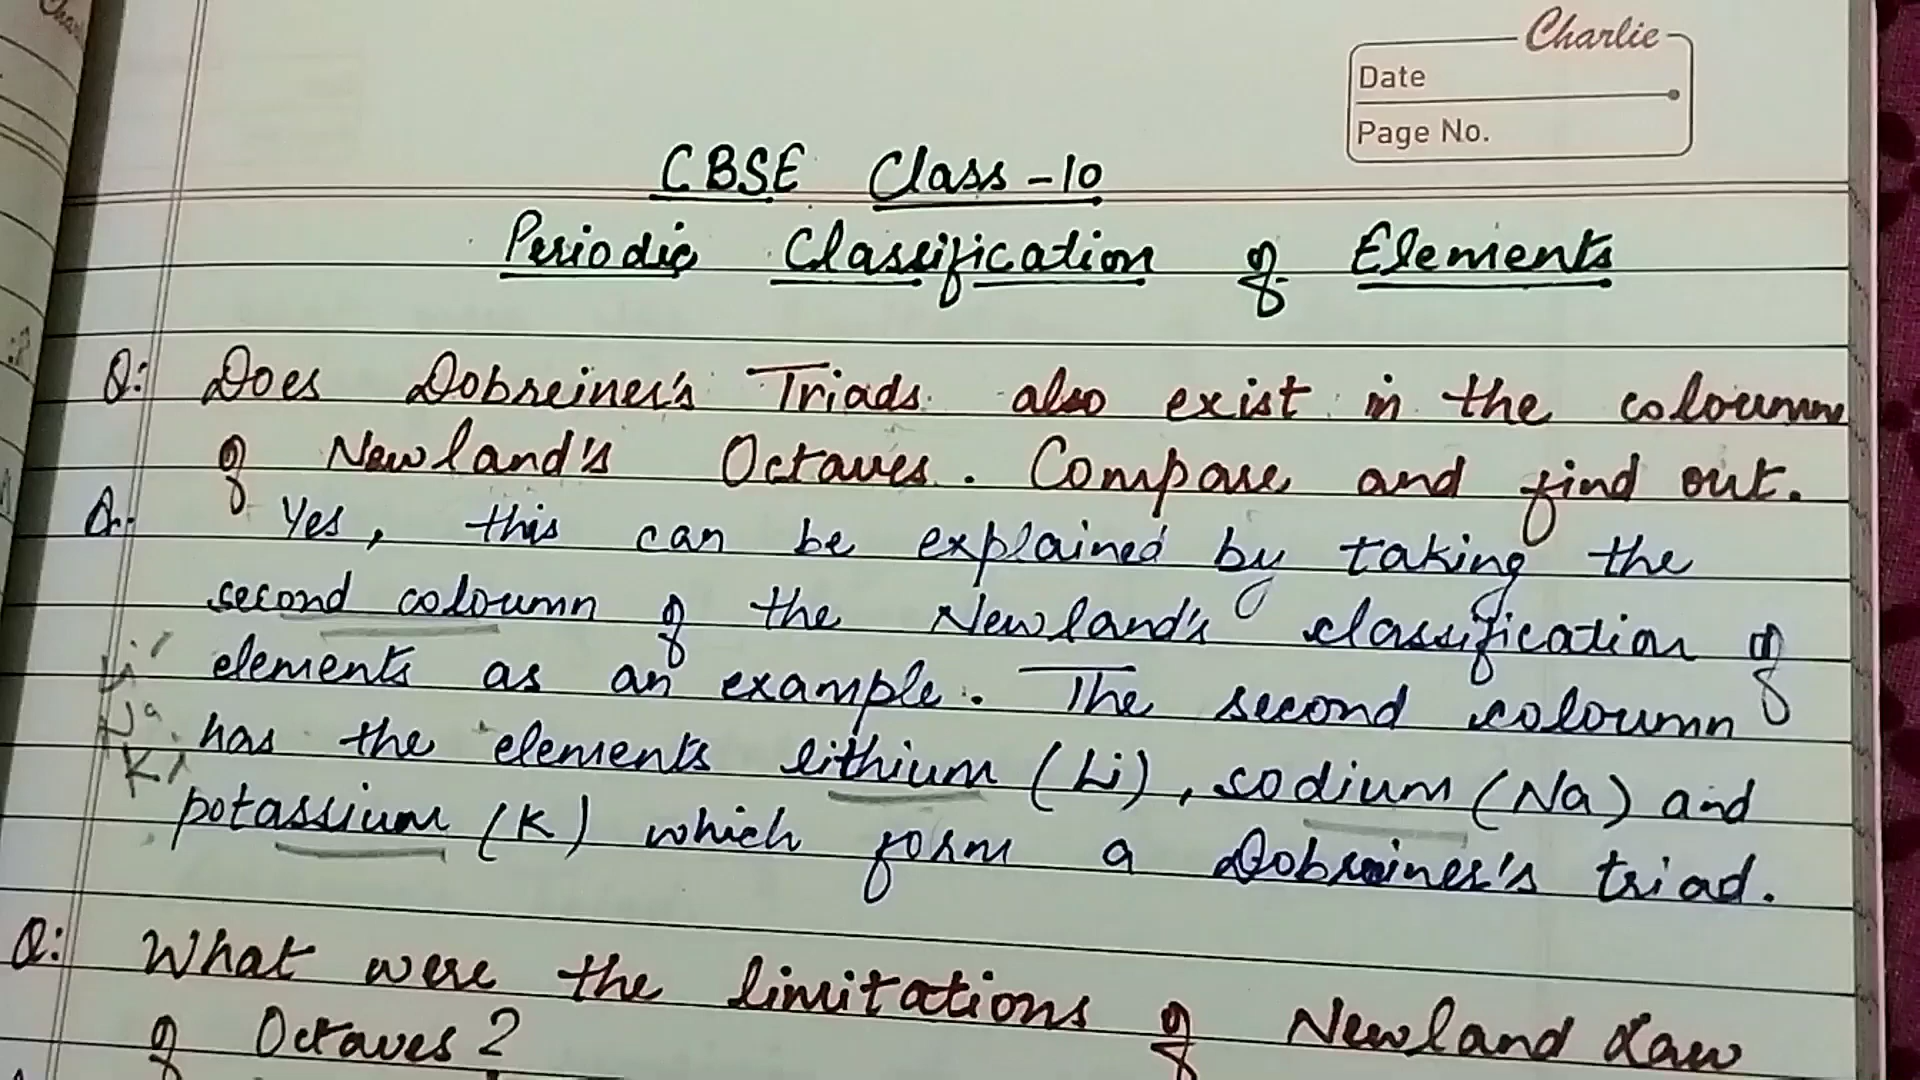 Charlie
Date
Page No.
CBSE Class-10
Periodic Classification of Elements
Q: Does Dobreiner's Triads also exist in the coloumns
of Newland's Octaves. Compare and find out.
A:- Yes, this can be explained by taking the
second coloumn of the Newland's classification of
elements as an example. The second coloumn
has the elements lithium (Li), sodium (Na) and
potassium (K) which form a Dobreiner's triad.
Li
Na
K
Q: What were the limitations of Newland Law
of Octaves?